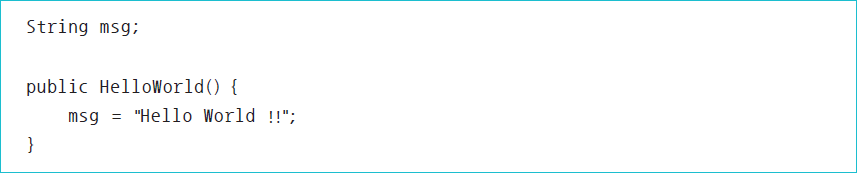 String msg;
public HelloWorld() {
msg = "Hello World !!";
}